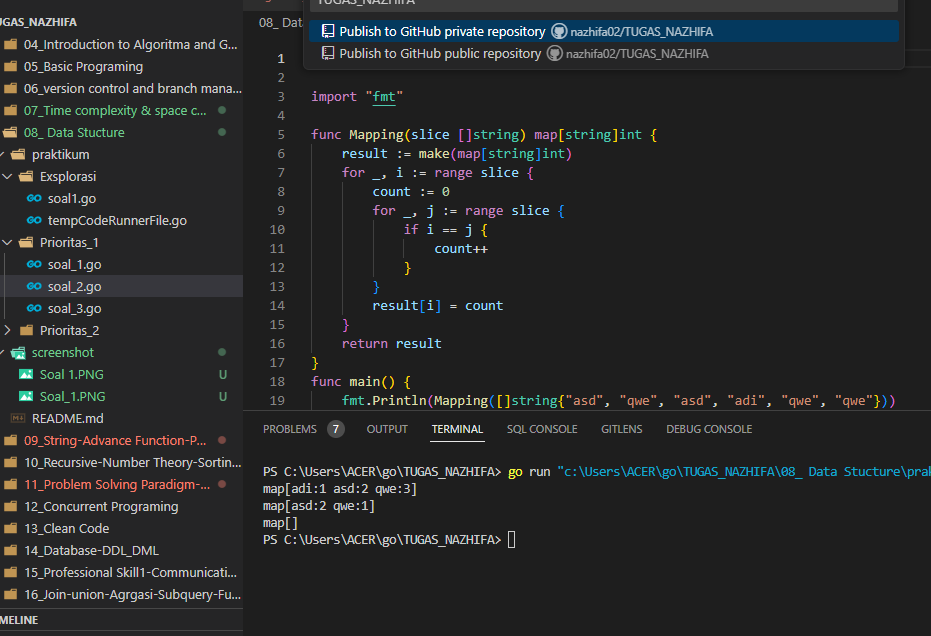 UGAS_NAZHIFA
04_Introduction to Algoritma and G...
05_Basic Programing
06_version control and branch mana...
07_Time complexity & space c...
08_ Data Stucture
praktikum
Exsplorasi
soal1.go
tempCodeRunnerFile.go
Prioritas_1
soal_1.go
soal_2.go
soal_3.go
Prioritas_2
screenshot
Soal 1.PNG U
Soal_1.PNG U
README.md
09_String-Advance Function-P...
10_Recursive-Number Theory-Sortin...
11_Problem Solving Paradigm-...
12_Concurrent Programing
13_Clean Code
14_Database-DDL_DML
15_Professional Skill1-Communicati...
16_Join-union-Agrgasi-Subquery-Fu...
MELINE
TUGAS_NAZHIFA
08_ Dat
Publish to GitHub private repository nazhifa02/TUGAS_NAZHIFA
Publish to GitHub public repository nazhifa02/TUGAS_NAZHIFA
1
2
3 import "fmt"
4
5 func Mapping(slice []string) map[string]int {
6 result := make(map[string]int)
7 for _, i := range slice {
8 count := 0
9 for _, j := range slice {
10 if i == j {
11 count++
12 }
13 }
14 result[i] = count
15 }
16 return result
17 }
18 func main() {
19 fmt.Println(Mapping([]string{"asd", "qwe", "asd", "adi", "qwe", "qwe"}))
PROBLEMS 7 OUTPUT TERMINAL SQL CONSOLE GITLENS DEBUG CONSOLE
PS C:\Users\ACER\go\TUGAS_NAZHIFA> go run "c:\Users\ACER\go\TUGAS_NAZHIFA\08_ Data Stucture\prak
map[adi:1 asd:2 qwe:3]
map[asd:2 qwe:1]
map[]
PS C:\Users\ACER\go\TUGAS_NAZHIFA>